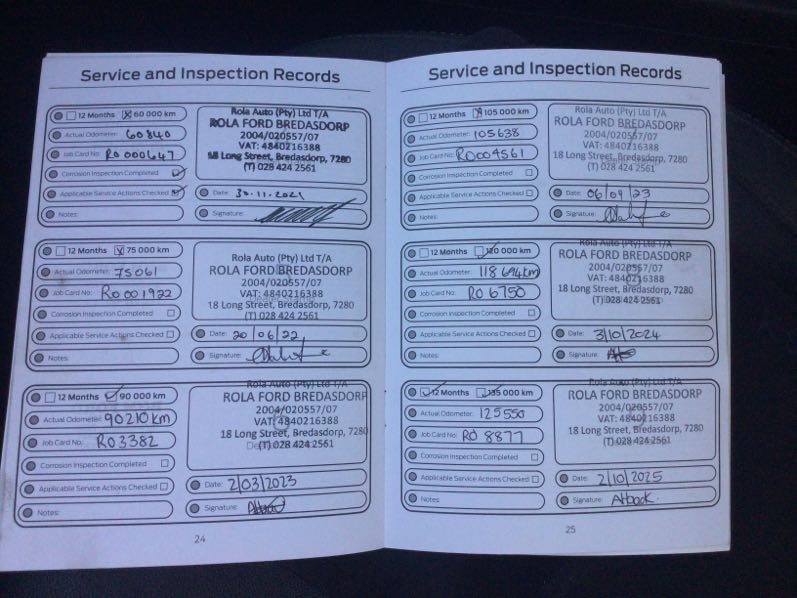 Service and Inspection Records
12 Months 60 000 km
Actual Odometer: 60840
Job Card No: RO000647
Corrosion Inspection Completed
Applicable Service Actions Checked
Notes:
Rola Auto (Pty) Ltd T/A
ROLA FORD BREDASDORP
2004/020557/07
VAT: 4840216388
18 Long Street, Bredasdorp, 7280
(T) 028 424 2561
Date: 30.11.2021
Signature:
12 Months 75 000 km
Actual Odometer: 75061
Job Card No: RO001922
Corrosion Inspection Completed
Applicable Service Actions Checked
Notes:
Rola Auto (Pty) Ltd T/A
ROLA FORD BREDASDORP
2004/020557/07
VAT: 4840216388
18 Long Street, Bredasdorp, 7280
(T) 028 424 2561
Date: 20/06/22
Signature:
12 Months 90 000 km
Actual Odometer: 90210km
Job Card No: RO3382
Corrosion Inspection Completed
Applicable Service Actions Checked
Notes:
Rola Auto (Pty) Ltd T/A
ROLA FORD BREDASDORP
2004/020557/07
VAT: 4840216388
18 Long Street, Bredasdorp, 7280
(T) 028 424 2561
Date: 2/03/2023
Signature:
24
Service and Inspection Records
12 Months 105 000 km
Actual Odometer: 105638
Job Card No: RO004561
Corrosion Inspection Completed
Applicable Service Actions Checked
Notes:
Rola Auto (Pty) Ltd T/A
ROLA FORD BREDASDORP
2004/020557/07
VAT: 4840216388
18 Long Street, Bredasdorp, 7280
(T) 028 424 2561
Date: 06/09/23
Signature:
12 Months 120 000 km
Actual Odometer: 118694km
Job Card No: RO6750
Corrosion Inspection Completed
Applicable Service Actions Checked
Notes:
Rola Auto (Pty) Ltd T/A
ROLA FORD BREDASDORP
2004/020557/07
VAT: 4840216388
18 Long Street, Bredasdorp, 7280
(T) 028 424 2561
Date: 3/10/2024
Signature:
12 Months 135 000 km
Actual Odometer: 125550
Job Card No: RO 8877
Corrosion Inspection Completed
Applicable Service Actions Checked
Notes:
Rola Auto (Pty) Ltd T/A
ROLA FORD BREDASDORP
2004/020557/07
VAT: 4840216388
18 Long Street, Bredasdorp, 7280
(T) 028 424 2561
Date: 2/10/2025
Signature:
25